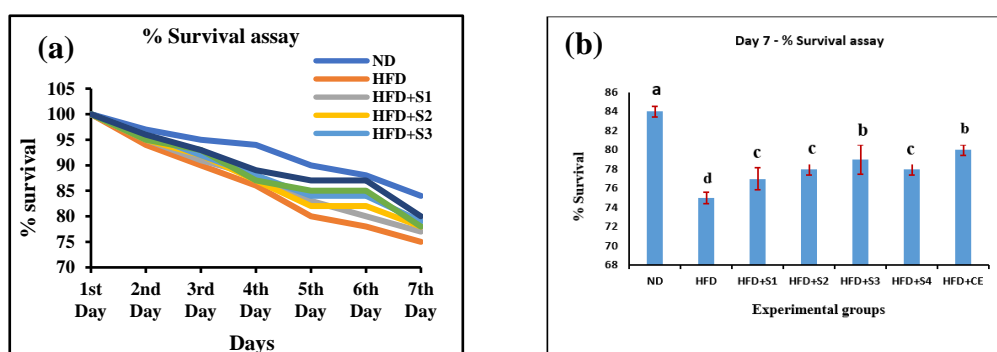 (a)
% Survival assay
ND
HFD
HFD+S1
HFD+S2
HFD+S3
105
100
95
90
85
80
75
70
% survival
1st Day
2nd Day
3rd Day
4th Day
5th Day
6th Day
7th Day
Days
(b)
Day 7 - % Survival assay
86
84
82
80
78
76
74
72
70
68
% Survival
a
d
c
c
b
c
b
ND
HFD
HFD+S1
HFD+S2
HFD+S3
HFD+S4
HFD+CE
Experimental groups